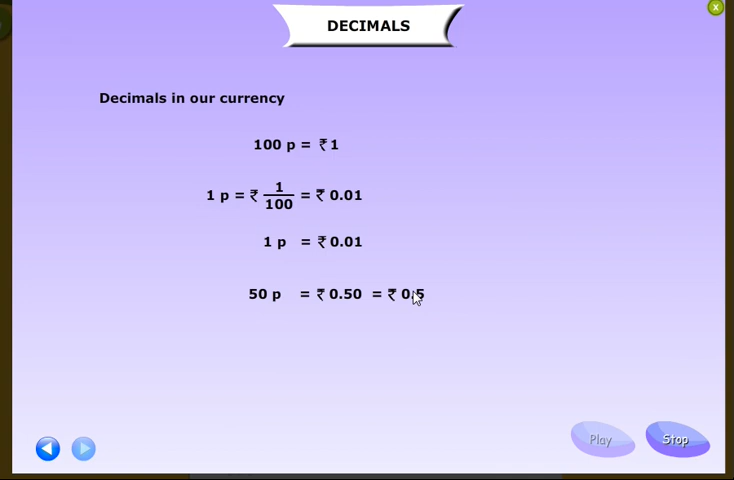 X
DECIMALS
Decimals in our currency
100 p = ₹ 1
1 p = ₹ 1/100 = ₹ 0.01
1 p = ₹ 0.01
50 p = ₹ 0.50 = ₹ 0.5
Play Stop